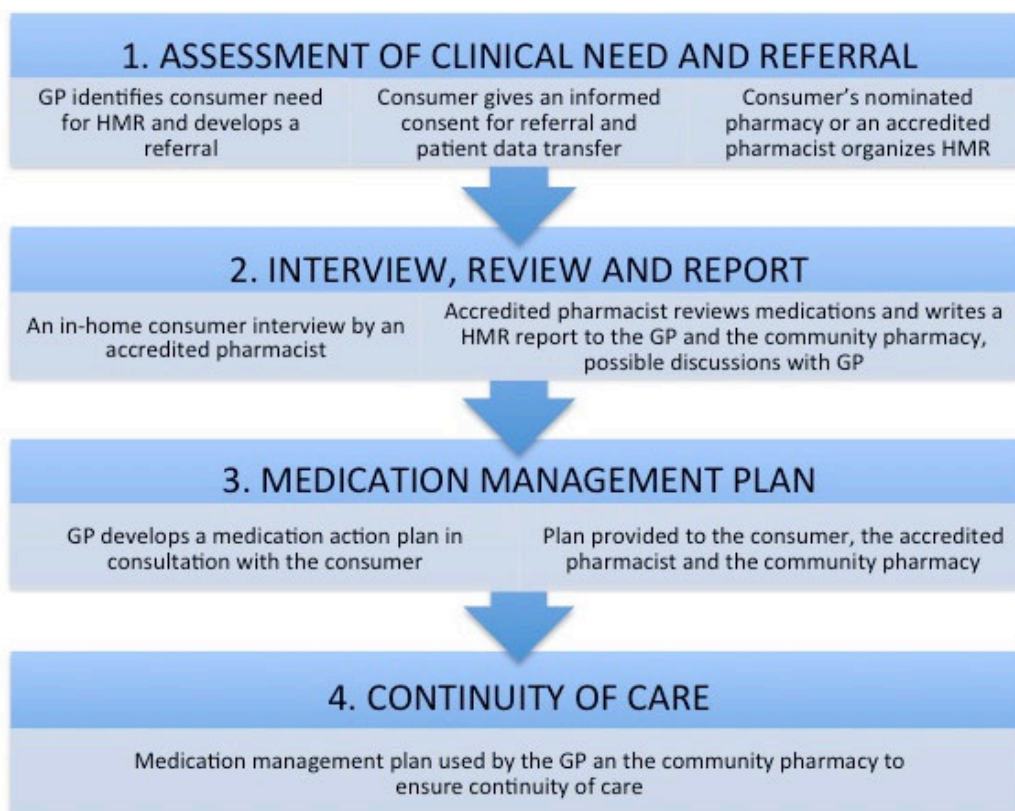 1. ASSESSMENT OF CLINICAL NEED AND REFERRAL
GP identifies consumer need
for HMR and develops a
referral
Consumer gives an informed
consent for referral and
patient data transfer
Consumer's nominated
pharmacy or an accredited
pharmacist organizes HMR
2. INTERVIEW, REVIEW AND REPORT
An in-home consumer interview by an
accredited pharmacist
Accredited pharmacist reviews medications and writes a
HMR report to the GP and the community pharmacy,
possible discussions with GP
3. MEDICATION MANAGEMENT PLAN
GP develops a medication action plan in
consultation with the consumer
Plan provided to the consumer, the accredited
pharmacist and the community pharmacy
4. CONTINUITY OF CARE
Medication management plan used by the GP an the community pharmacy to
ensure continuity of care